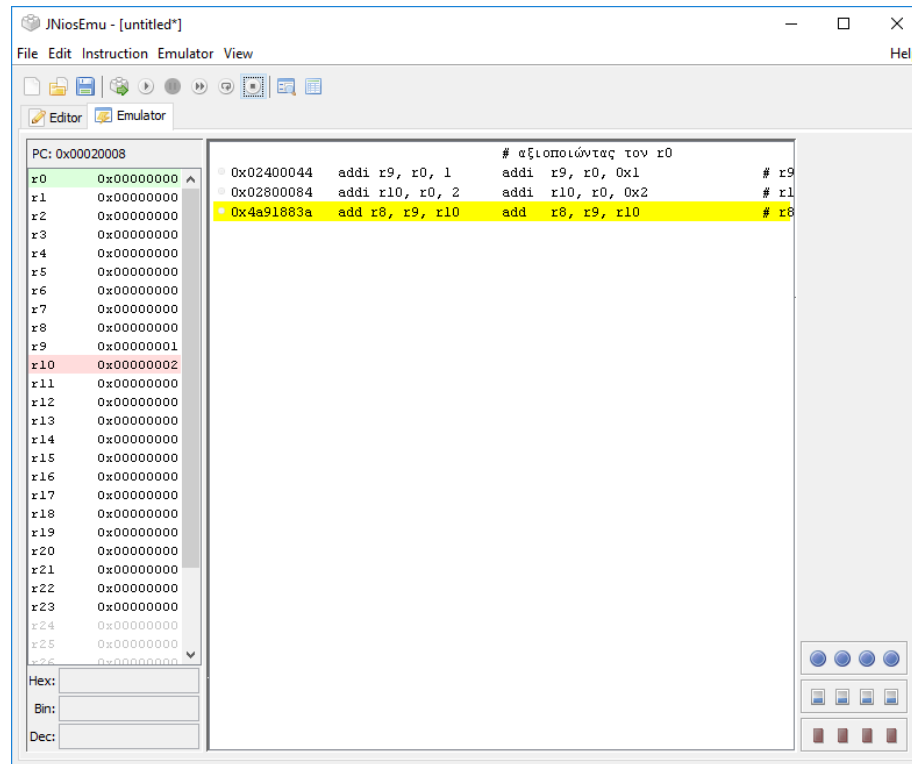 JNiosEmu - [untitled*]
File Edit Instruction Emulator View Hel
Editor Emulator
PC: 0x00020008
r0 0x00000000
r1 0x00000000
r2 0x00000000
r3 0x00000000
r4 0x00000000
r5 0x00000000
r6 0x00000000
r7 0x00000000
r8 0x00000000
r9 0x00000001
r10 0x00000002
r11 0x00000000
r12 0x00000000
r13 0x00000000
r14 0x00000000
r15 0x00000000
r16 0x00000000
r17 0x00000000
r18 0x00000000
r19 0x00000000
r20 0x00000000
r21 0x00000000
r22 0x00000000
r23 0x00000000
r24 0x00000000
r25 0x00000000
r26 0x00000000
Hex:
Bin:
Dec:
# αξιοποιώντας τον r0
0x02400044 addi r9, r0, 1 addi r9, r0, 0x1 # r9
0x02800084 addi r10, r0, 2 addi r10, r0, 0x2 # r1
0x4a91883a add r8, r9, r10 add r8, r9, r10 # r8